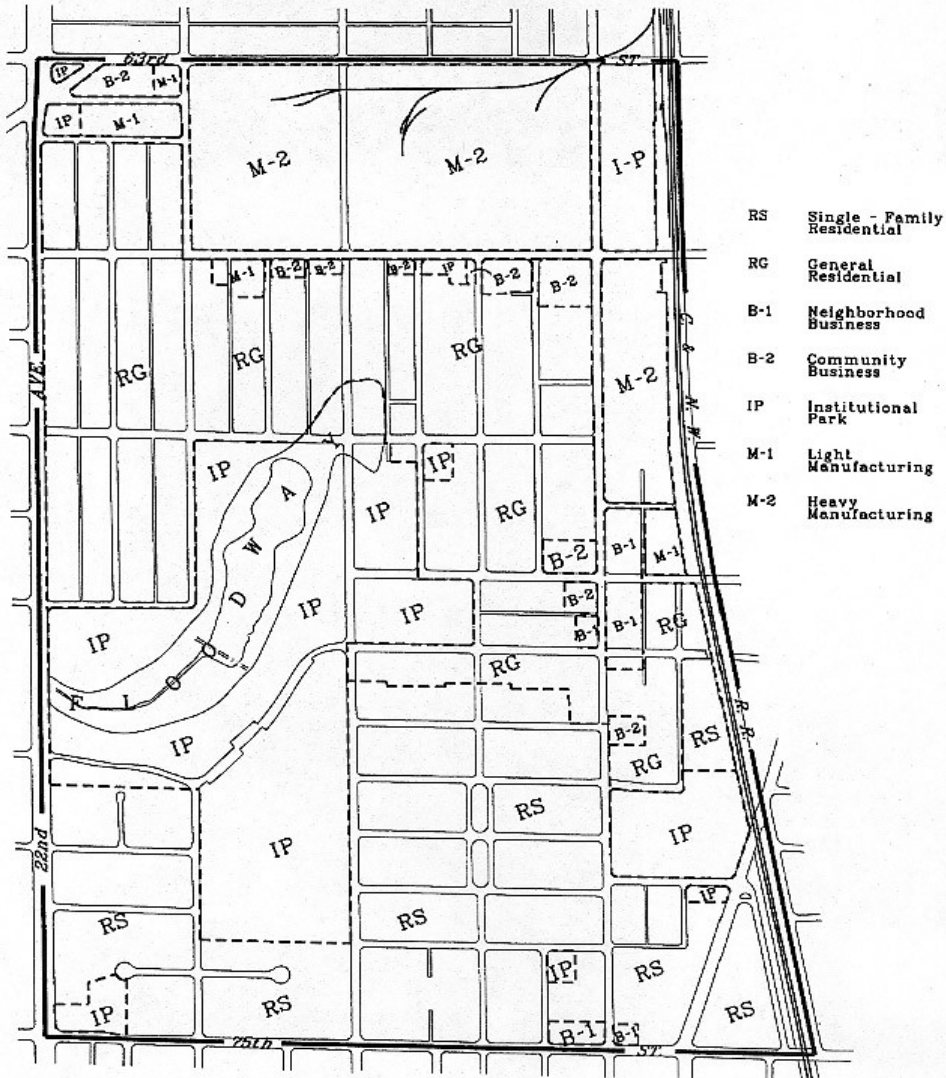 63rd ST.
IP B-2 M-1
IP M-1
M-2 M-2 I-P
RS Single - Family
Residential
RG General
Residential
B-1 Neighborhood
Business
B-2 Community
Business
IP Institutional
Park
M-1 Light
Manufacturing
M-2 Heavy
Manufacturing
M-1 B-2 B-2 B-2 IP B-2 B-2
C. & N. W.
RG RG RG M-2
AVE.
IP IP
A
IP RG
W B-2 B-1 M-1
D IP IP B-2
B-1 B-1 RG
IP RG
F I
IP B-2 RS R. R.
RG
RS
IP IP
22nd
IP
RS RS
IP RS
IP RS RS
B-1 B-1
75th ST.